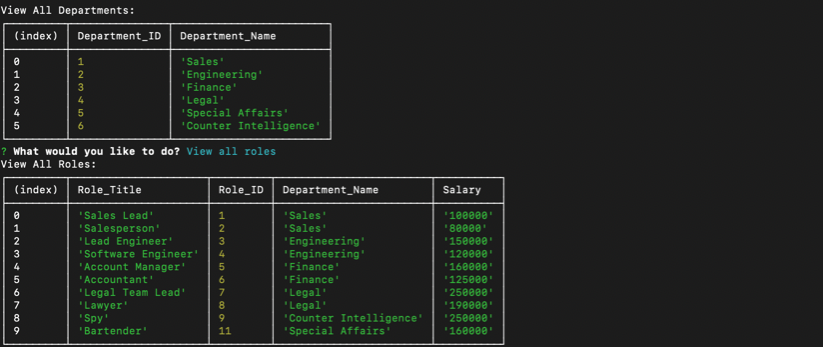 View All Departments:
(index) Department_ID Department_Name
0 1 'Sales'
1 2 'Engineering'
2 3 'Finance'
3 4 'Legal'
4 5 'Special Affairs'
5 6 'Counter Intelligence'
? What would you like to do? View all roles
View All Roles:
(index) Role_Title Role_ID Department_Name Salary
0 'Sales Lead' 1 'Sales' '100000'
1 'Salesperson' 2 'Sales' '80000'
2 'Lead Engineer' 3 'Engineering' '150000'
3 'Software Engineer' 4 'Engineering' '120000'
4 'Account Manager' 5 'Finance' '160000'
5 'Accountant' 6 'Finance' '125000'
6 'Legal Team Lead' 7 'Legal' '250000'
7 'Lawyer' 8 'Legal' '190000'
8 'Spy' 9 'Counter Intelligence' '250000'
9 'Bartender' 11 'Special Affairs' '160000'